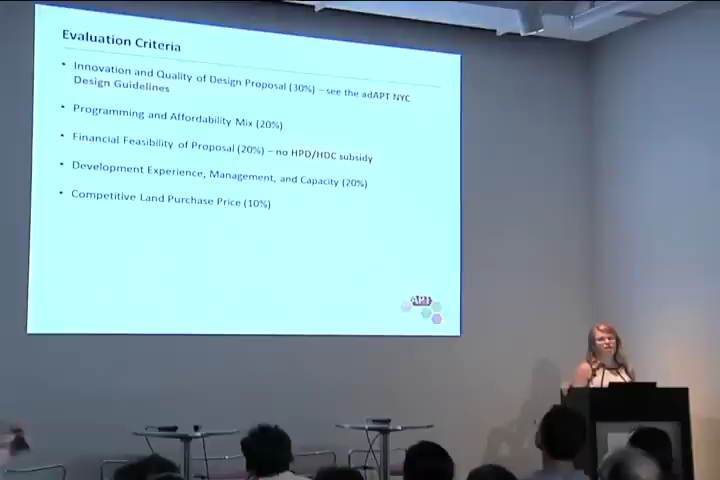 Evaluation Criteria
• Innovation and Quality of Design Proposal (30%) – see the adAPT NYC
Design Guidelines
• Programming and Affordability Mix (20%)
• Financial Feasibility of Proposal (20%) – no HPD/HDC subsidy
• Development Experience, Management, and Capacity (20%)
• Competitive Land Purchase Price (10%)
APT